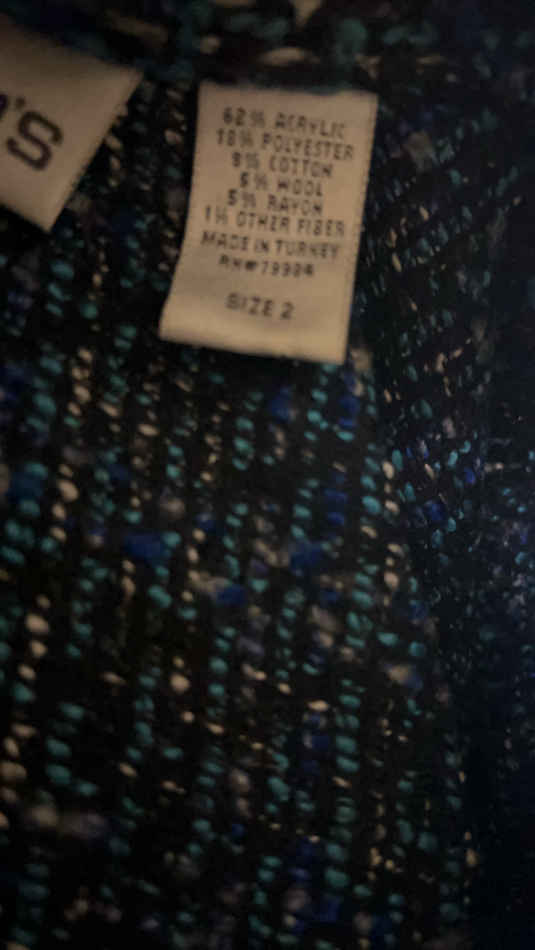 's
62% ACRYLIC
18% POLYESTER
9% COTTON
5% WOOL
5% RAYON
1% OTHER FIBER
MADE IN TURKEY
SIZE 2